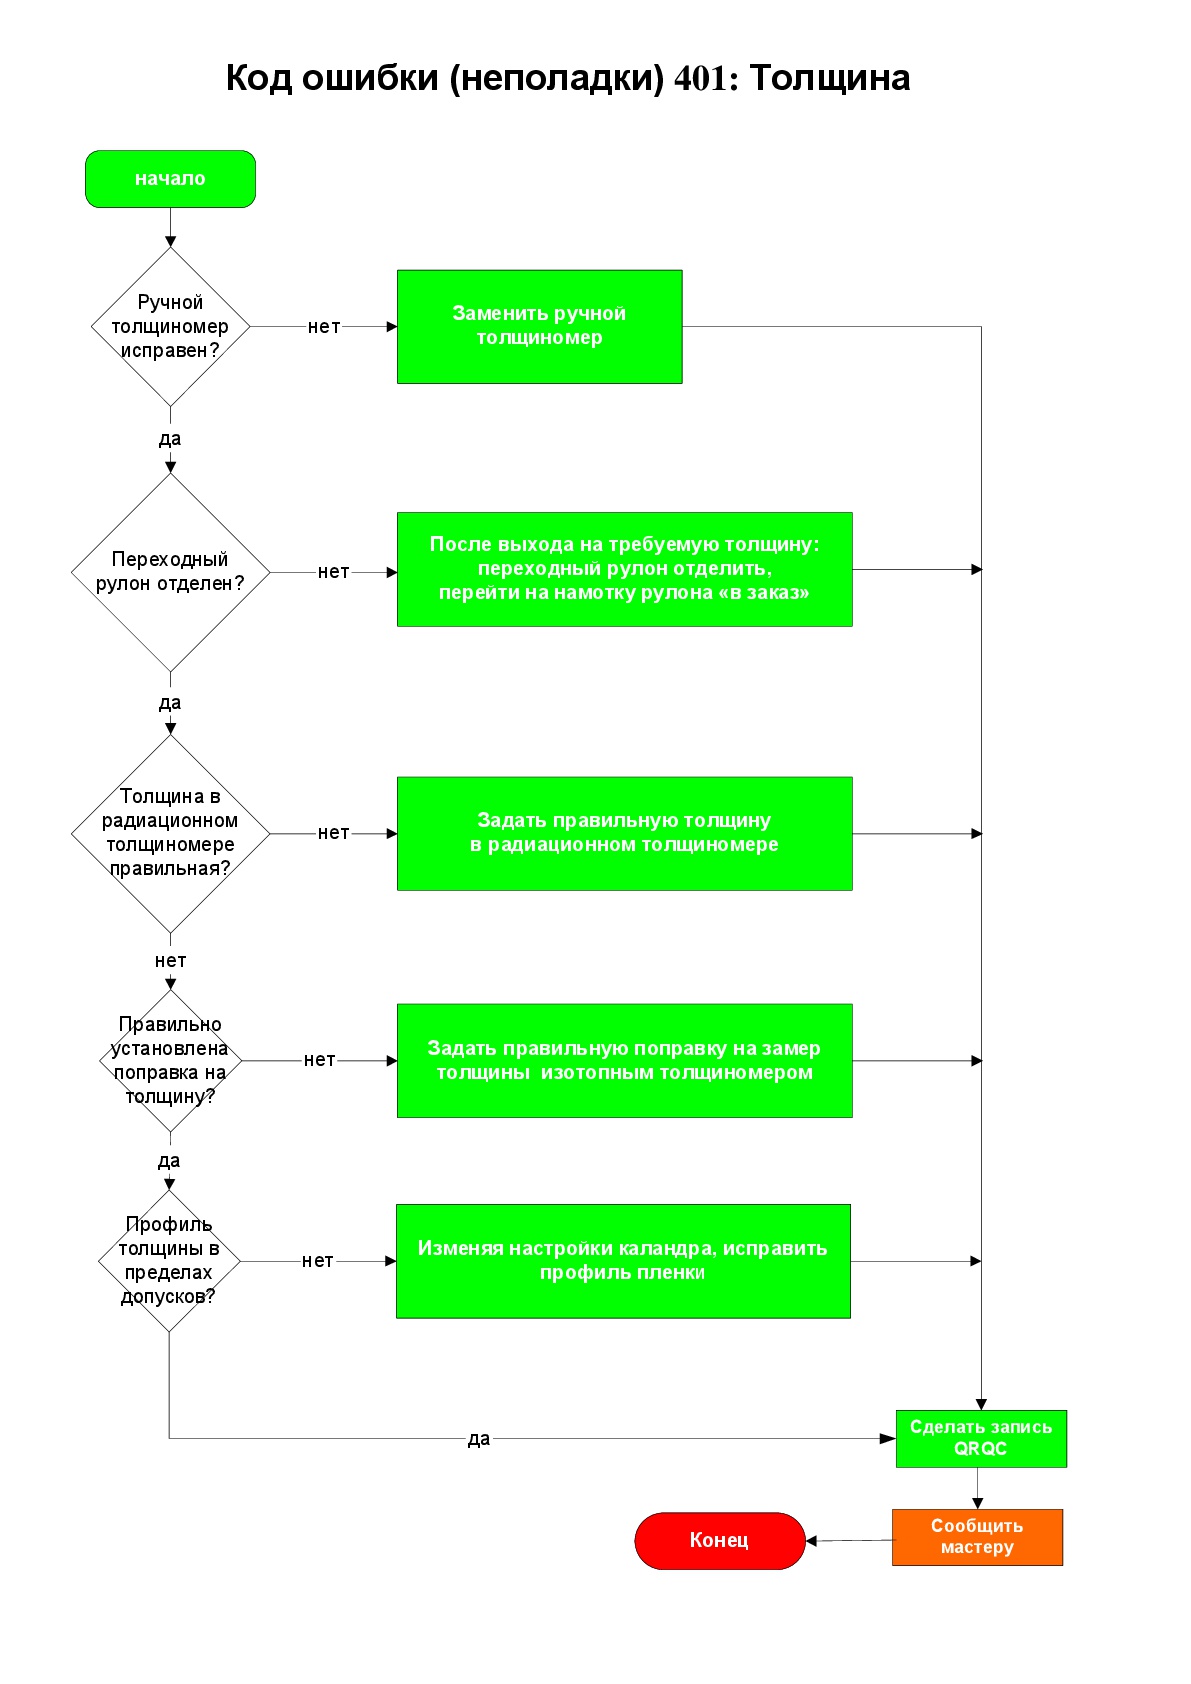 Код ошибки (неполадки) 401: Толщина
начало
Ручной
толщиномер
исправен?
нет
Заменить ручной
толщиномер
да
Переходный
рулон отделен?
нет
После выхода на требуемую толщину:
переходный рулон отделить,
перейти на намотку рулона «в заказ»
да
Толщина в
радиационном
толщиномере
правильная?
нет
Задать правильную толщину
в радиационном толщиномере
нет
Правильно
установлена
поправка на
толщину?
нет
Задать правильную поправку на замер
толщины изотопным толщиномером
да
Профиль
толщины в
пределах
допусков?
нет
Изменяя настройки каландра, исправить
профиль пленки
да
Сделать запись
QRQC
Сообщить
мастеру
Конец